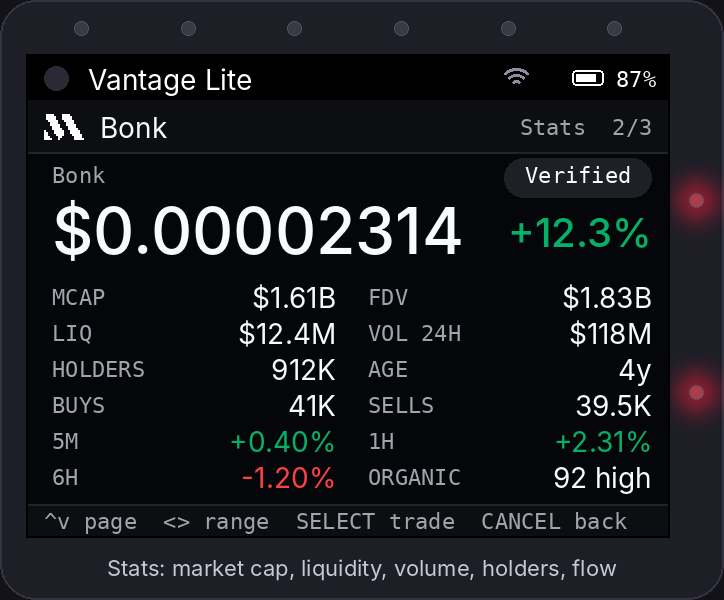 Vantage Lite 87%
Bonk Stats 2/3
Bonk Verified
$0.00002314 +12.3%
MCAP $1.61B FDV $1.83B
LIQ $12.4M VOL 24H $118M
HOLDERS 912K AGE 4y
BUYS 41K SELLS 39.5K
5M +0.40% 1H +2.31%
6H -1.20% ORGANIC 92 high
^v page <> range SELECT trade CANCEL back
Stats: market cap, liquidity, volume, holders, flow